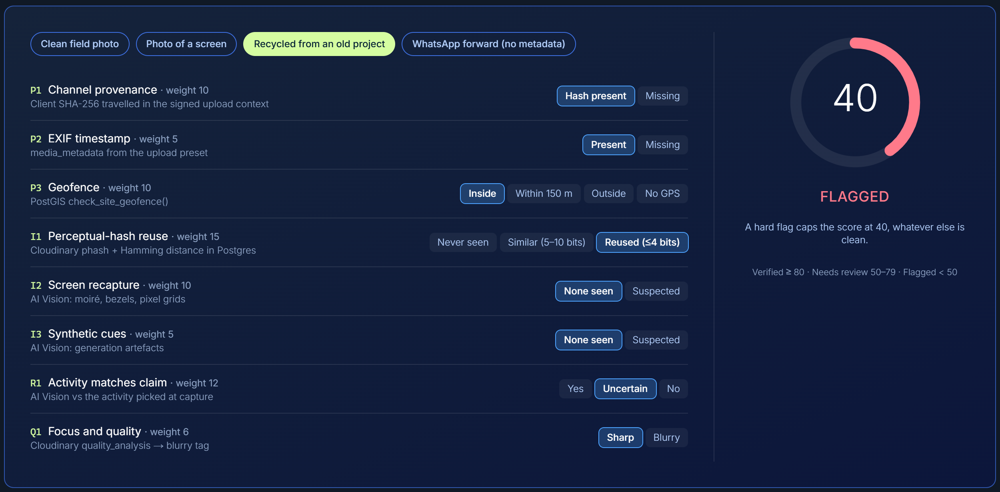 Clean field photo
Photo of a screen
Recycled from an old project
WhatsApp forward (no metadata)
P1 Channel provenance · weight 10
Client SHA-256 travelled in the signed upload context
Hash present
Missing
P2 EXIF timestamp · weight 5
media_metadata from the upload preset
Present
Missing
P3 Geofence · weight 10
PostGIS check_site_geofence()
Inside
Within 150 m
Outside
No GPS
I1 Perceptual-hash reuse · weight 15
Cloudinary phash + Hamming distance in Postgres
Never seen
Similar (5–10 bits)
Reused (≤4 bits)
I2 Screen recapture · weight 10
AI Vision: moiré, bezels, pixel grids
None seen
Suspected
I3 Synthetic cues · weight 5
AI Vision: generation artefacts
None seen
Suspected
R1 Activity matches claim · weight 12
AI Vision vs the activity picked at capture
Yes
Uncertain
No
Q1 Focus and quality · weight 6
Cloudinary quality_analysis → blurry tag
Sharp
Blurry
40
FLAGGED
A hard flag caps the score at 40, whatever else is
clean.
Verified ≥ 80 · Needs review 50–79 · Flagged < 50